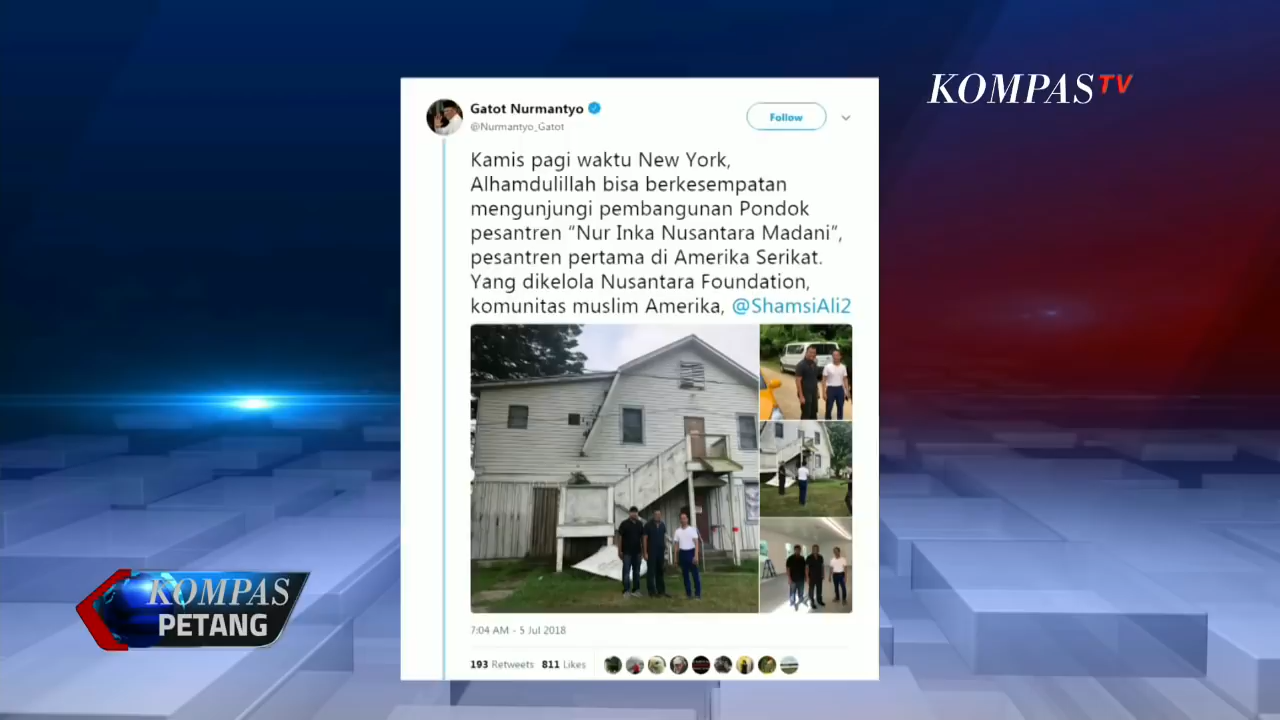 KOMPAS TV
Gatot Nurmantyo
@Nurmantyo_Gatot
Follow
Kamis pagi waktu New York,
Alhamdulillah bisa berkesempatan
mengunjungi pembangunan Pondok
pesantren “Nur Inka Nusantara Madani”,
pesantren pertama di Amerika Serikat.
Yang dikelola Nusantara Foundation,
komunitas muslim Amerika, @ShamsiAli2
7:04 AM - 5 Jul 2018
193 Retweets 811 Likes
KOMPAS
PETANG